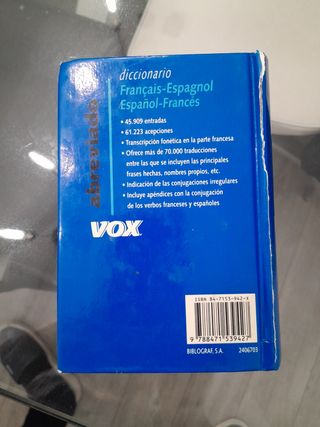 diccionario
Français-Espagnol
Español-Francés
abreviado
• 45.909 entradas
• 61.223 acepciones
• Transcripción fonética en la parte francesa
• Ofrece más de 70.000 traducciones
entre las que se incluyen las principales
frases hechas, nombres propios, etc.
• Indicación de las conjugaciones irregulares
• Incluye apéndices con la conjugación
de los verbos franceses y españoles
VOX
ISBN 84-7153-942-X
9 788471 539427
BIBLOGRAF, S.A.
2406703